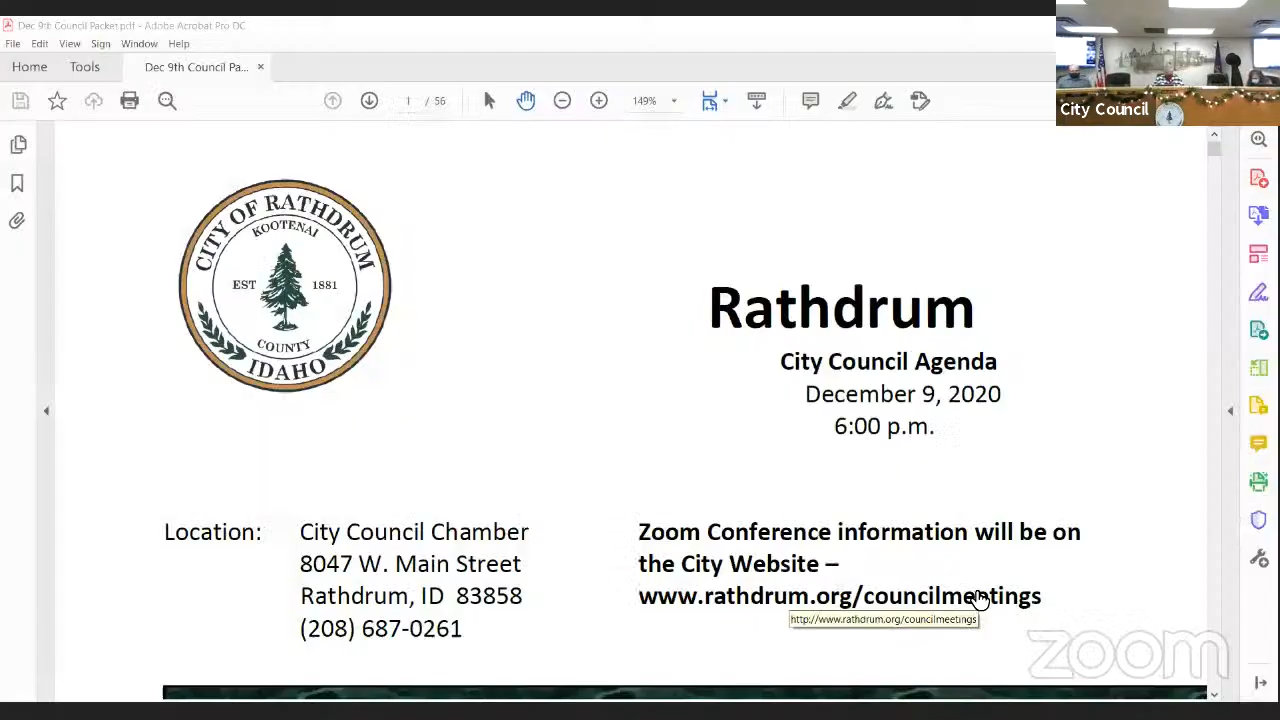 Dec 9th Council Packet.pdf - Adobe Acrobat Pro DC
File Edit View Sign Window Help
Home Tools Dec 9th Council Pa... ×
1 / 56 149%
City Council
CITY OF RATHDRUM
KOOTENAI
EST 1881
COUNTY
IDAHO
Rathdrum
City Council Agenda
December 9, 2020
6:00 p.m.
Location: City Council Chamber
8047 W. Main Street
Rathdrum, ID 83858
(208) 687-0261
Zoom Conference information will be on
the City Website –
www.rathdrum.org/councilmeetings
http://www.rathdrum.org/councilmeetings
zoom